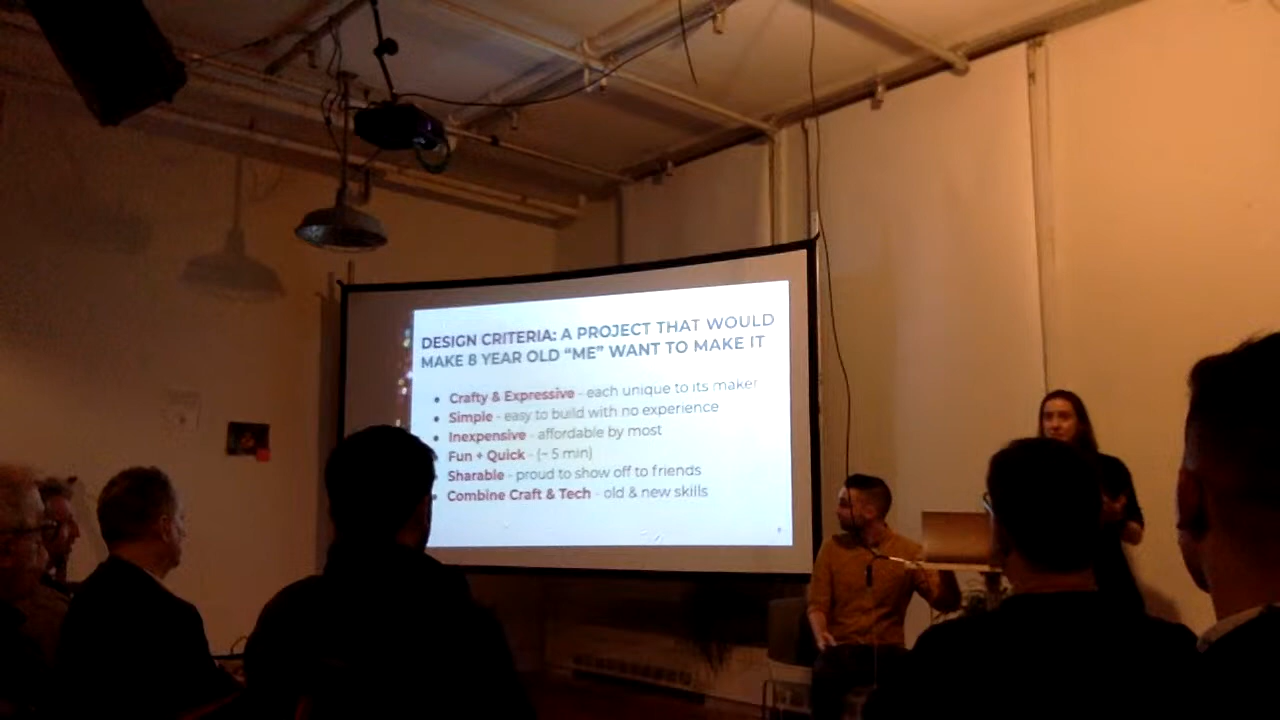 DESIGN CRITERIA: A PROJECT THAT WOULD
MAKE 8 YEAR OLD “ME” WANT TO MAKE IT
• Crafty & Expressive - each unique to its maker
• Simple - easy to build with no experience
• Inexpensive - affordable by most
• Fun + Quick - (~ 5 min)
Sharable - proud to show off to friends
• Combine Craft & Tech - old & new skills